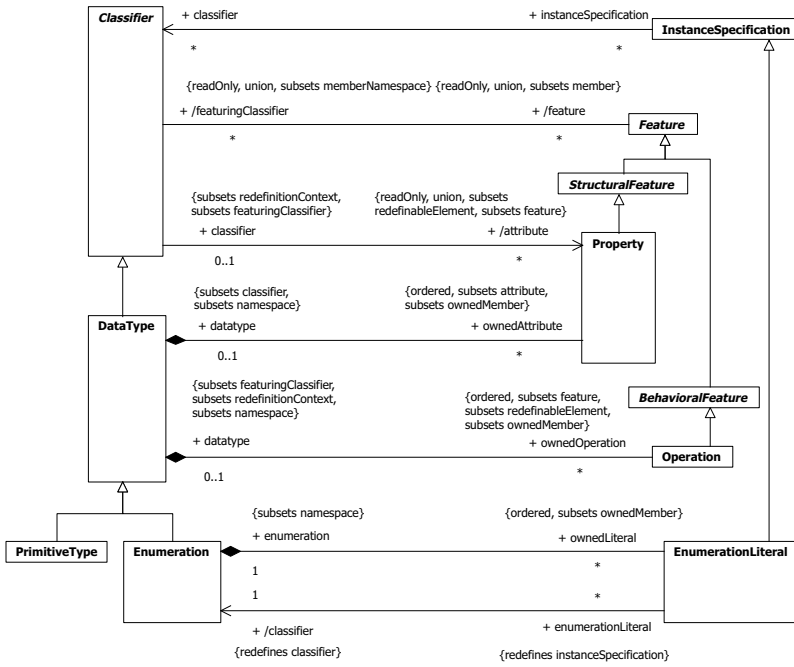 Classifier
+ classifier
+ instanceSpecification
InstanceSpecification
*
*
{readOnly, union, subsets memberNamespace} {readOnly, union, subsets member}
+ /featuringClassifier
+ /feature
Feature
*
*
StructuralFeature
{subsets redefinitionContext,
subsets featuringClassifier}
{readOnly, union, subsets
redefinableElement, subsets feature}
+ classifier
+ /attribute
Property
0..1
*
{subsets classifier,
subsets namespace}
{ordered, subsets attribute,
subsets ownedMember}
DataType
+ datatype
+ ownedAttribute
0..1
*
{subsets featuringClassifier,
subsets redefinitionContext,
subsets namespace}
{ordered, subsets feature,
subsets redefinableElement,
subsets ownedMember}
BehavioralFeature
+ datatype
+ ownedOperation
Operation
0..1
*
{subsets namespace}
{ordered, subsets ownedMember}
+ enumeration
+ ownedLiteral
PrimitiveType
Enumeration
EnumerationLiteral
1
*
1
*
+ /classifier
+ enumerationLiteral
{redefines classifier}
{redefines instanceSpecification}